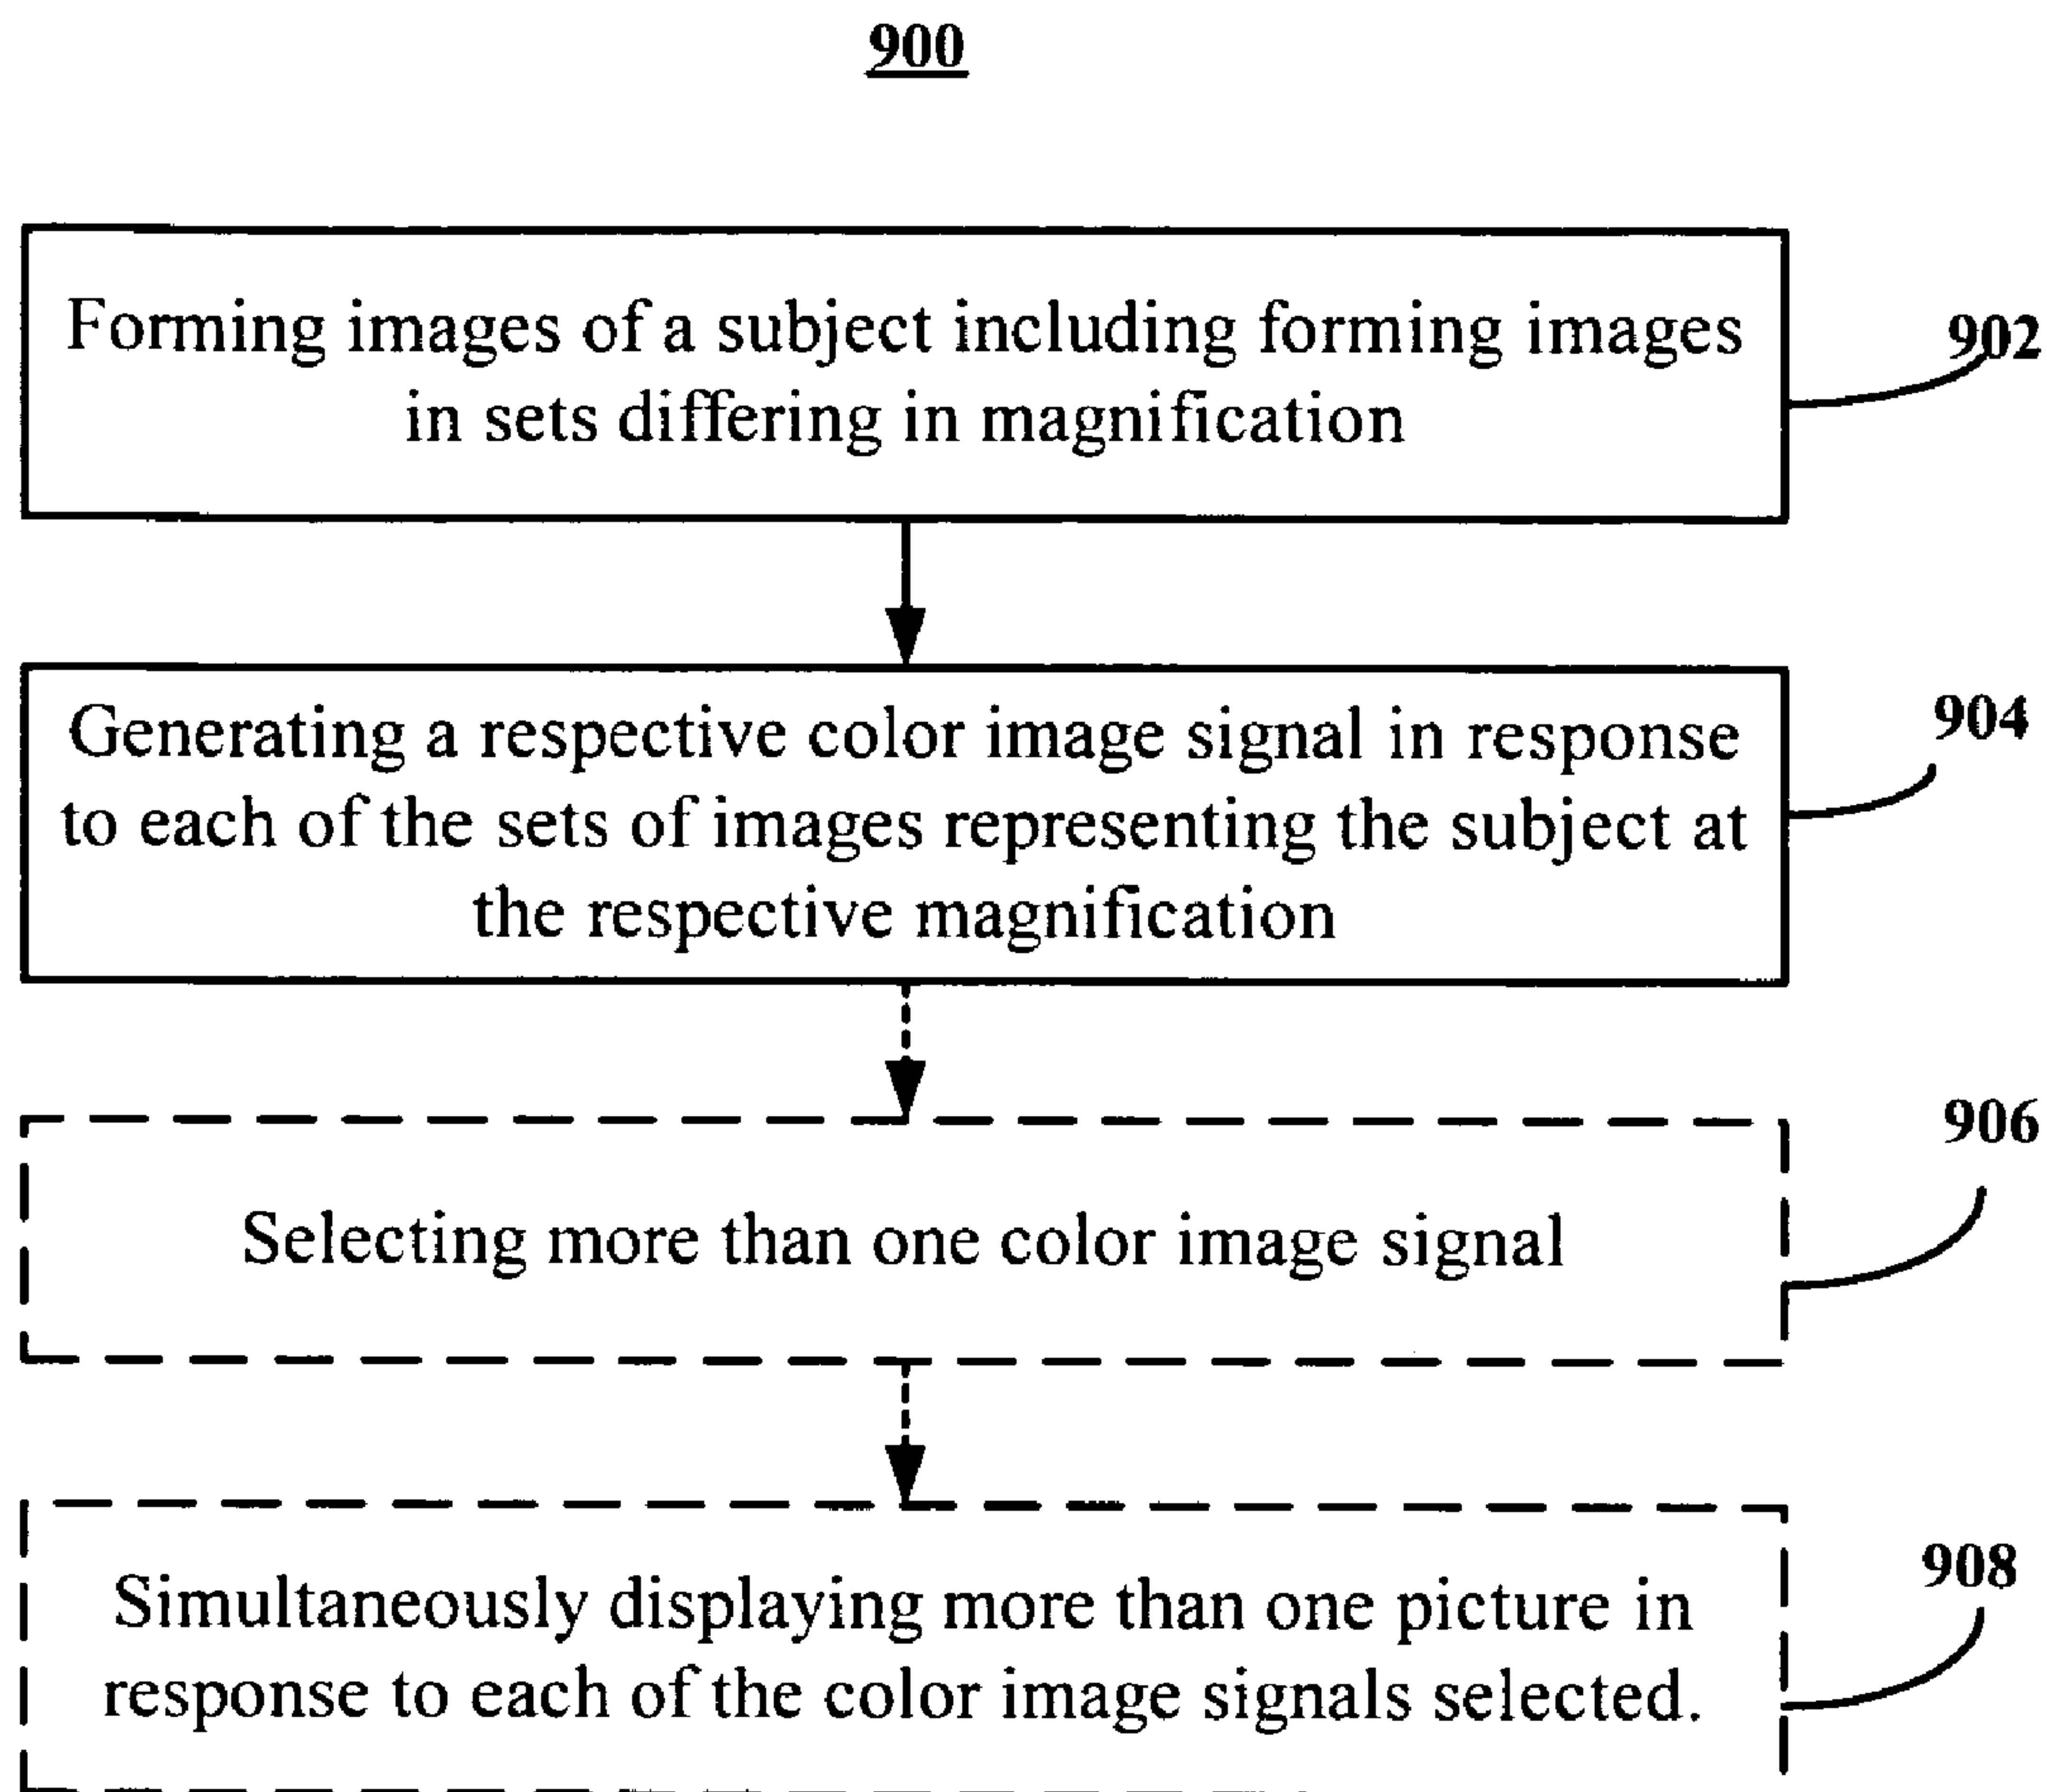 900
Forming images of a subject including forming images
in sets differing in magnification
902
Generating a respective color image signal in response
to each of the sets of images representing the subject at
the respective magnification
904
Selecting more than one color image signal
906
Simultaneously displaying more than one picture in
response to each of the color image signals selected.
908